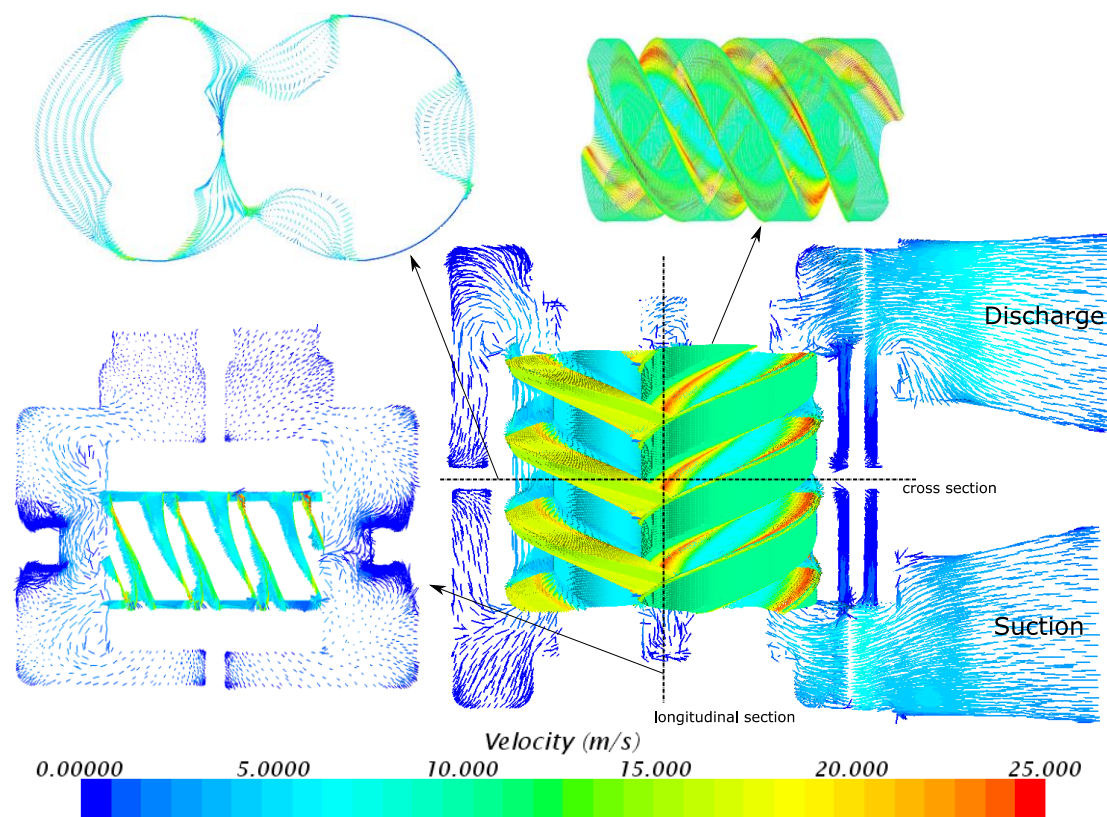 Discharge
cross section
Suction
longitudinal section
Velocity (m/s)
0.00000 5.0000 10.000 15.000 20.000 25.000